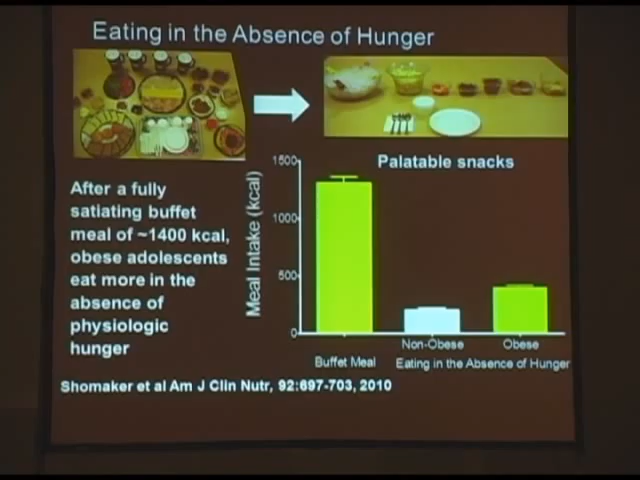 Eating in the Absence of Hunger
Palatable snacks
After a fully
satiating buffet
meal of ~1400 kcal,
obese adolescents
eat more in the
absence of
physiologic
hunger
Meal Intake (kcal)
1500
1000
500
0
Non-Obese
Obese
Buffet Meal
Eating in the Absence of Hunger
Shomaker et al Am J Clin Nutr, 92:697-703, 2010